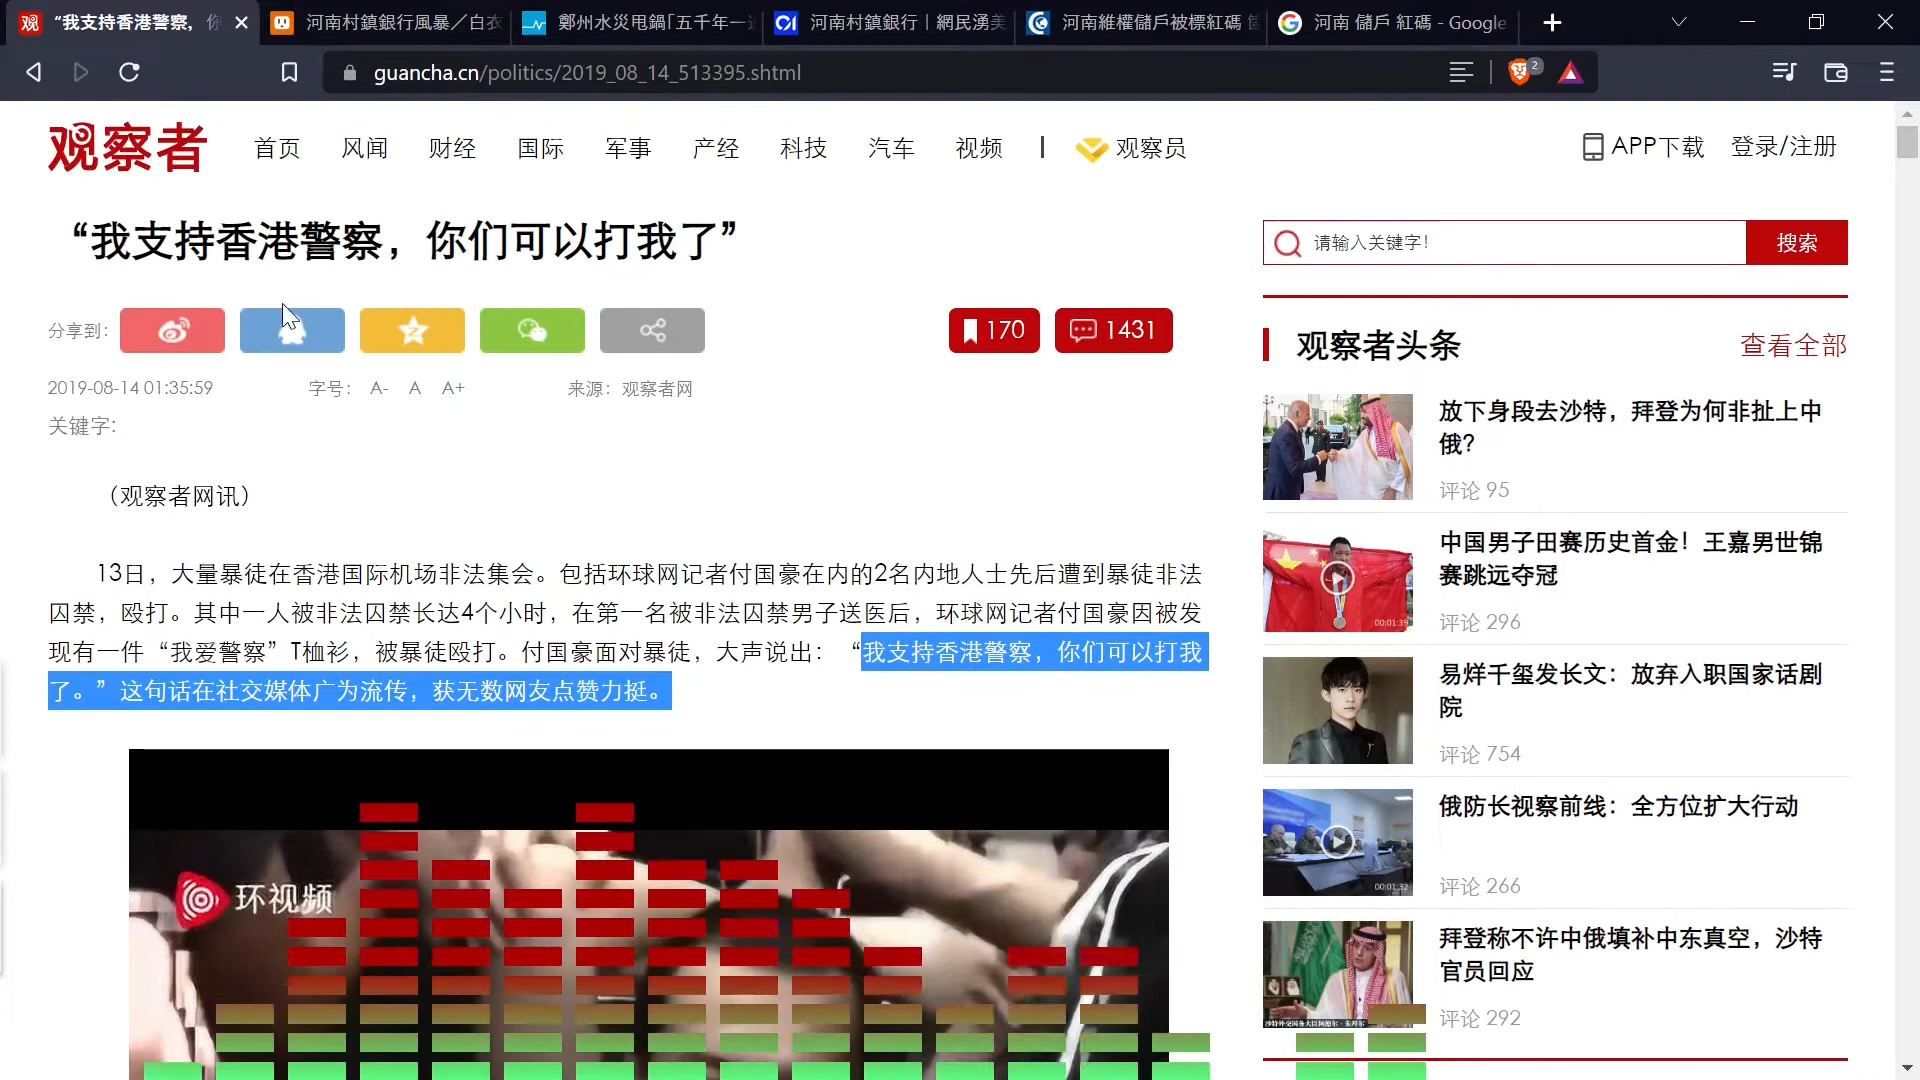 “我支持香港警察，你
河南村鎮銀行風暴／白衣
鄭州水災甩鍋「五千年一
河南村鎮銀行｜網民湧美
河南維權儲戶被標紅碼
河南 儲戶 紅碼 - Google
guancha.cn/politics/2019_08_14_513395.shtml
2
观察者 首页 风闻 财经 国际 军事 产经 科技 汽车 视频 | 观察员 APP下载 登录/注册
“我支持香港警察，你们可以打我了”
分享到: 170 1431
2019-08-14 01:35:59 字号： A- A A+ 来源：观察者网
关键字:
（观察者网讯）
13日，大量暴徒在香港国际机场非法集会。包括环球网记者付国豪在内的2名内地人士先后遭到暴徒非法
囚禁，殴打。其中一人被非法囚禁长达4个小时，在第一名被非法囚禁男子送医后，环球网记者付国豪因被发
现有一件“我爱警察”T桖衫，被暴徒殴打。付国豪面对暴徒，大声说出：“我支持香港警察，你们可以打我
了。”这句话在社交媒体广为流传，获无数网友点赞力挺。
环视频
请输入关键字！ 搜索
观察者头条 查看全部
放下身段去沙特，拜登为何非扯上中
俄？
评论 95
中国男子田赛历史首金！王嘉男世锦
赛跳远夺冠
00:01:39
评论 296
易烊千玺发长文：放弃入职国家话剧
院
评论 754
俄防长视察前线：全方位扩大行动
00:01:32
评论 266
拜登称不许中俄填补中东真空，沙特
官员回应
评论 292